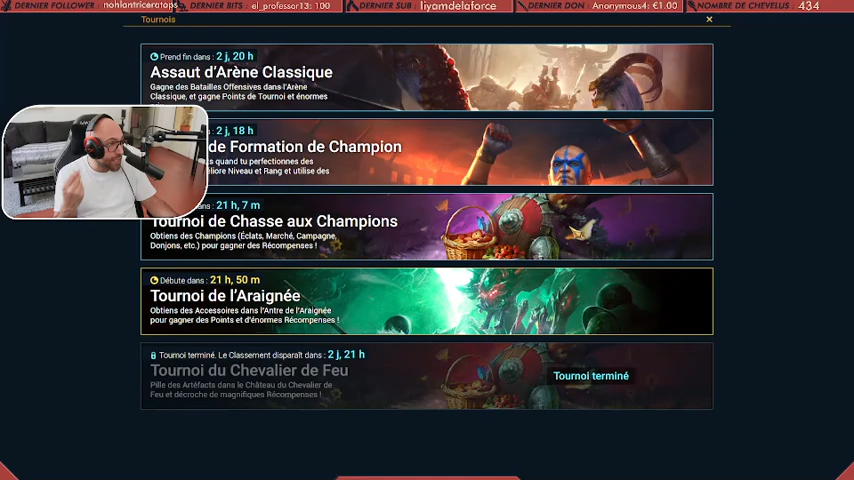 DERNIER FOLLOWER : nohlantriceratops DERNIER BITS : el_professor13: 100 DERNIER SUB : liyamdelaforce DERNIER DON : Anonymous4: €1.00 NOMBRE DE CHEVELUS : 434
Tournois
Prend fin dans : 2 j, 20 h
Assaut d'Arène Classique
Gagne des Batailles Offensives dans l'Arène
Classique, et gagne Points de Tournoi et énormes
: 2 j, 18 h
de Formation de Champion
quand tu perfectionnes des
Niveau et Rang et utilise des
: 21 h, 7 m
Tournoi de Chasse aux Champions
Obtiens des Champions (Éclats, Marché, Campagne,
Donjons, etc.) pour gagner des Récompenses !
Débute dans : 21 h, 50 m
Tournoi de l'Araignée
Obtiens des Accessoires dans l'Antre de l'Araignée
pour gagner des Points et d'énormes Récompenses !
Tournoi terminé. Le Classement disparaît dans : 2 j, 21 h
Tournoi du Chevalier de Feu
Tournoi terminé
Pille des Artéfacts dans le Château du Chevalier de
Feu et décroche de magnifiques Récompenses !